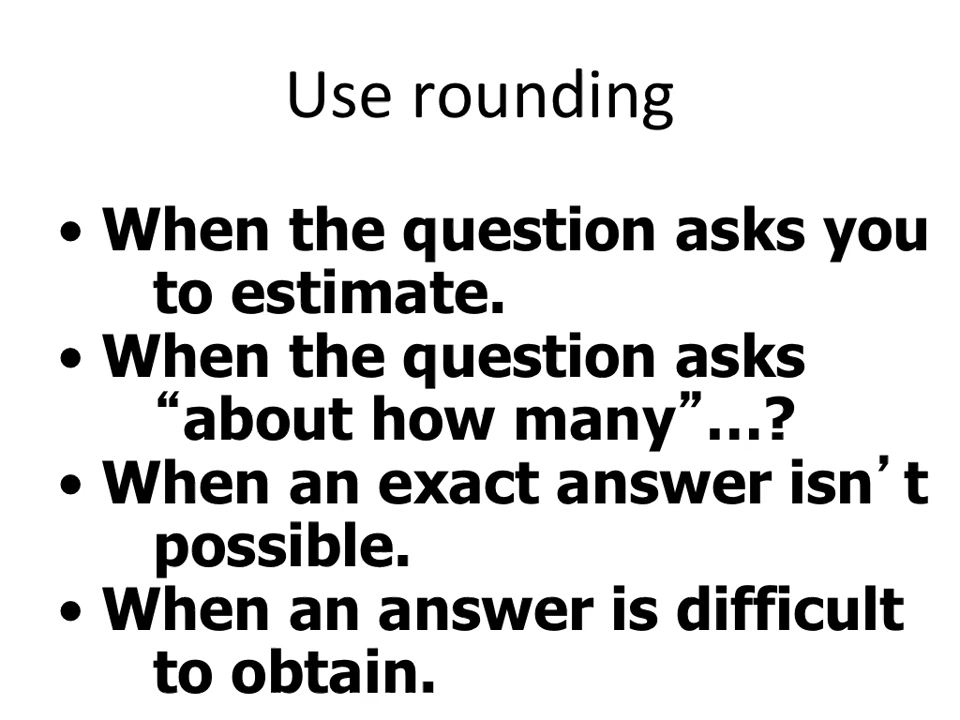 Use rounding
• When the question asks you
to estimate.
• When the question asks
“about how many”…?
• When an exact answer isn’t
possible.
• When an answer is difficult
to obtain.